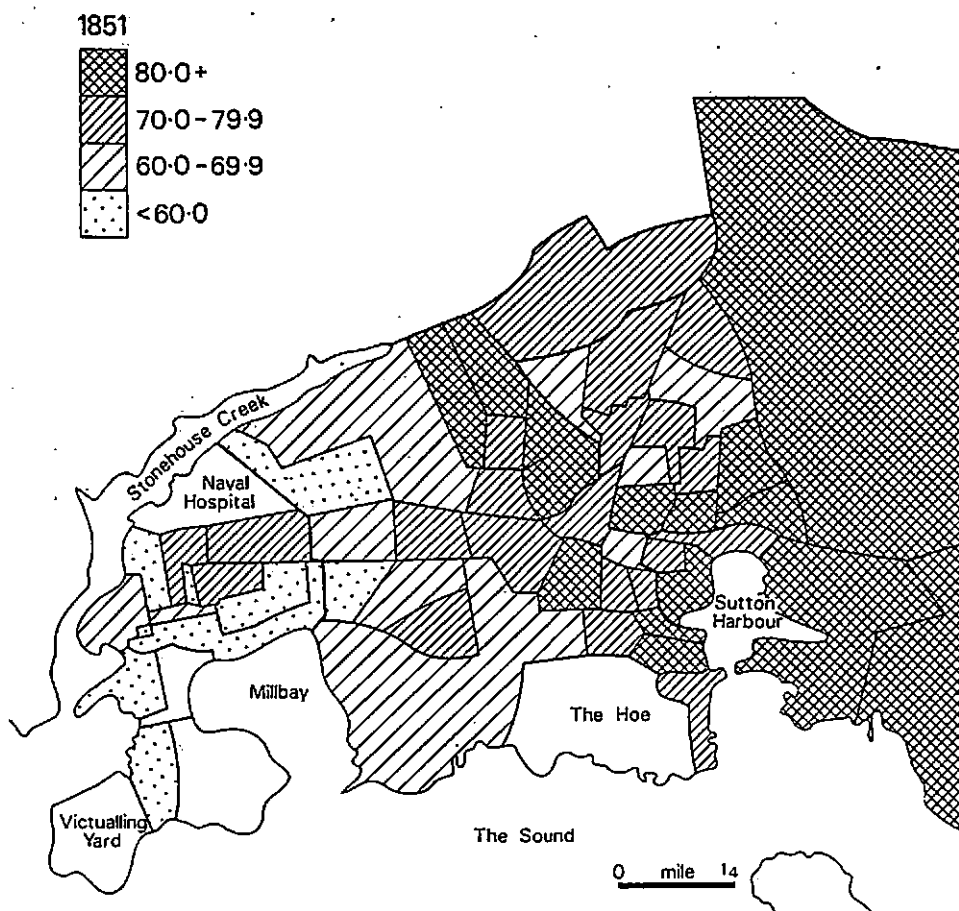 1851
80·0+
70·0-79·9
60·0-69·9
<60·0
Stonehouse Creek
Naval
Hospital
Sutton
Harbour
Millbay
The Hoe
Victualling
Yard
The Sound
0 mile 1/4